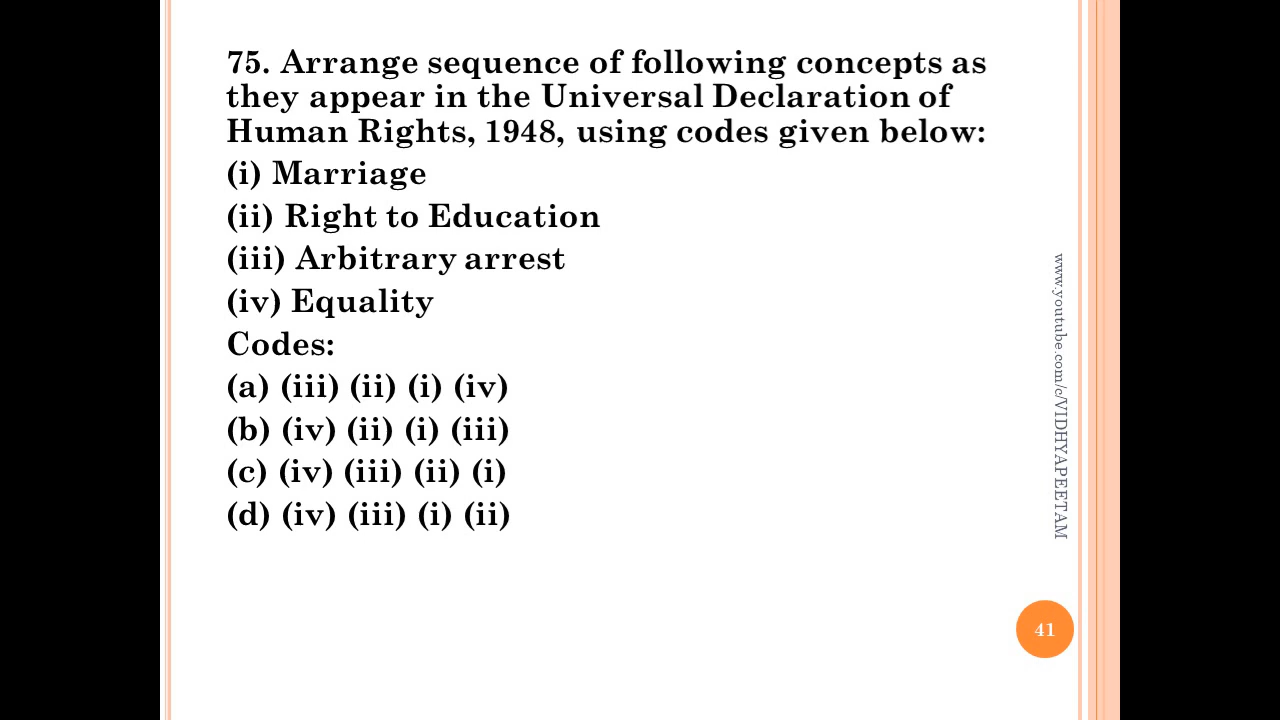 75. Arrange sequence of following concepts as
they appear in the Universal Declaration of
Human Rights, 1948, using codes given below:
(i) Marriage
(ii) Right to Education
(iii) Arbitrary arrest
(iv) Equality
Codes:
(a) (iii) (ii) (i) (iv)
(b) (iv) (ii) (i) (iii)
(c) (iv) (iii) (ii) (i)
(d) (iv) (iii) (i) (ii)
www.youtube.com/c/VIDHYAPEETAM
41